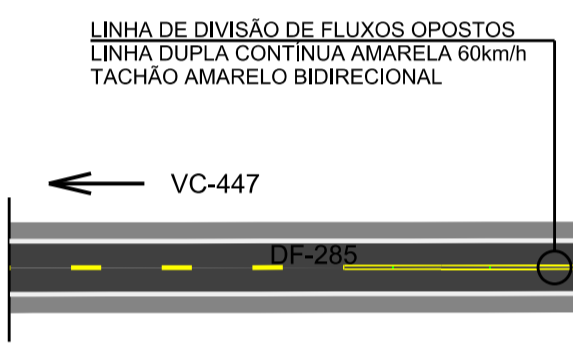 LINHA DE DIVISÃO DE FLUXOS OPOSTOS
LINHA DUPLA CONTÍNUA AMARELA 60km/h
TACHÃO AMARELO BIDIRECIONAL
VC-447
DF-285